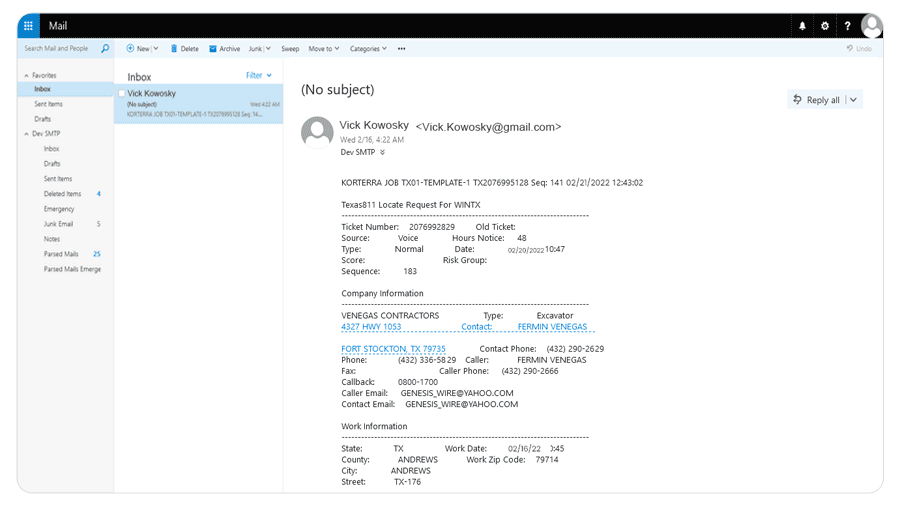 Mail
?
Search Mail and People
New
Delete
Archive
Junk
Sweep
Move to
Categories
•••
Undo
Favorites
Inbox
Sent Items
Drafts
Dev SMTP
Inbox
Drafts
Sent Items
Deleted Items 4
Emergency
Junk Email 5
Notes
Parsed Mails 25
Parsed Mails Emerge
Inbox
Filter
Vick Kowosky
(No subject) Wed 4:22 AM
KORTERRA JOB TX01-TEMPLATE-1 TX2076995128 Seq: 14...
(No subject)
Reply all
Vick Kowosky <Vick.Kowosky@gmail.com>
Wed 2/16, 4:22 AM
Dev SMTP
KORTERRA JOB TX01-TEMPLATE-1 TX2076995128 Seq: 141 02/21/2022 12:43:02
Texas811 Locate Request For WINTX
--------------------------------------------------------------------------------
Ticket Number: 2076992829 Old Ticket:
Source: Voice Hours Notice: 48
Type: Normal Date: 02/20/2022 10:47
Score: Risk Group:
Sequence: 183
Company Information
--------------------------------------------------------------------------------
VENEGAS CONTRACTORS Type: Excavator
4327 HWY 1053 Contact: FERMIN VENEGAS
FORT STOCKTON, TX 79735 Contact Phone: (432) 290-2629
Phone: (432) 336-5829 Caller: FERMIN VENEGAS
Fax: Caller Phone: (432) 290-2666
Callback: 0800-1700
Caller Email: GENESIS_WIRE@YAHOO.COM
Contact Email: GENESIS_WIRE@YAHOO.COM
Work Information
--------------------------------------------------------------------------------
State: TX Work Date: 02/16/22 :45
County: ANDREWS Work Zip Code: 79714
City: ANDREWS
Street: TX-176